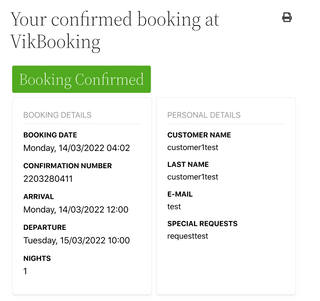 Your confirmed booking at
VikBooking
Booking Confirmed
BOOKING DETAILS
BOOKING DATE
Monday, 14/03/2022 04:02
CONFIRMATION NUMBER
2203280411
ARRIVAL
Monday, 14/03/2022 12:00
DEPARTURE
Tuesday, 15/03/2022 10:00
NIGHTS
1
PERSONAL DETAILS
CUSTOMER NAME
customer1test
LAST NAME
customer1test
E-MAIL
test
SPECIAL REQUESTS
requesttest